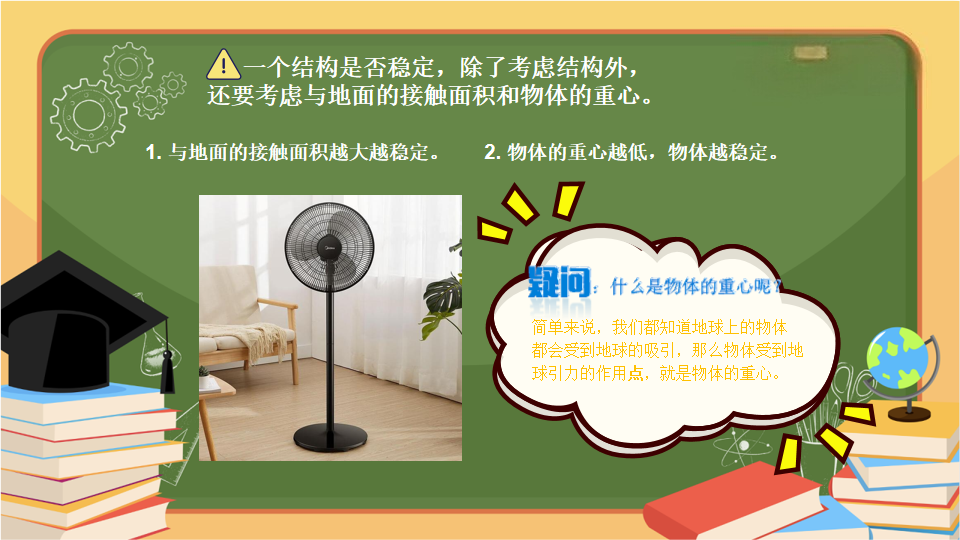 一个结构是否稳定，除了考虑结构外，
还要考虑与地面的接触面积和物体的重心。
1. 与地面的接触面积越大越稳定。
2. 物体的重心越低，物体越稳定。
疑问：什么是物体的重心呢？
简单来说，我们都知道地球上的物体
都会受到地球的吸引，那么物体受到地
球引力的作用点，就是物体的重心。